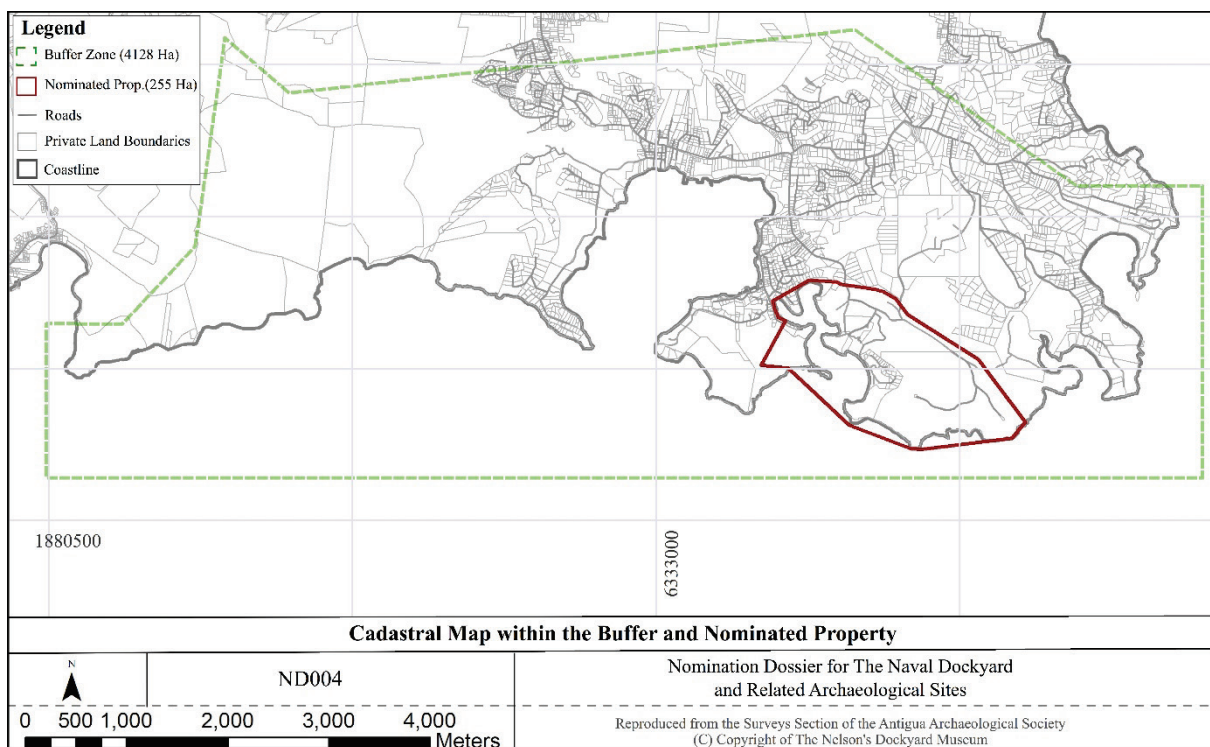 Legend
Buffer Zone (4128 Ha)
Nominated Prop.(255 Ha)
Roads
Private Land Boundaries
Coastline
1880500
6333000
Cadastral Map within the Buffer and Nominated Property
N
ND004
Nomination Dossier for The Naval Dockyard
and Related Archaeological Sites
0 500 1,000 2,000 3,000 4,000
Meters
Reproduced from the Surveys Section of the Antigua Archaeological Society
(C) Copyright of The Nelson's Dockyard Museum